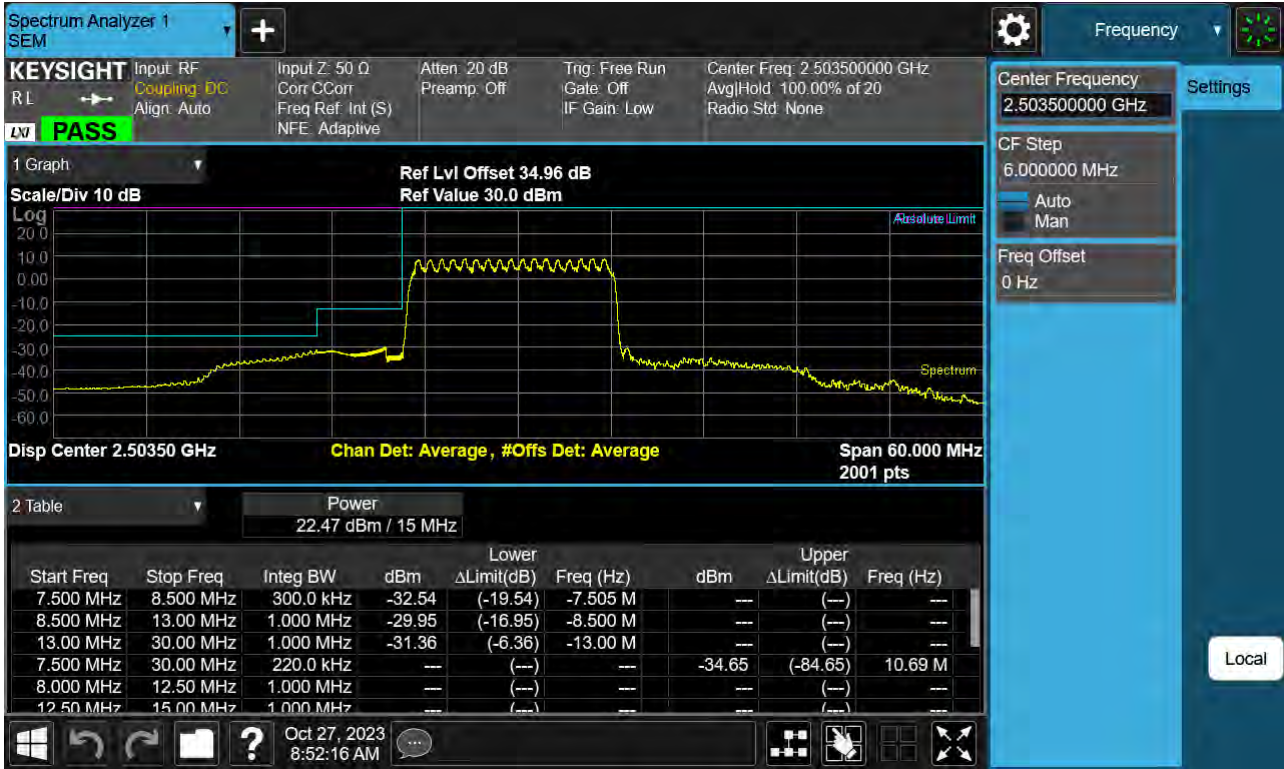 Spectrum Analyzer 1
SEM
Frequency
KEYSIGHT
R L
LXI
PASS
Input: RF
Coupling: DC
Align: Auto
Input Z: 50 Ω
Corr CCorr
Freq Ref: Int (S)
NFE: Adaptive
Atten: 20 dB
Preamp: Off
Trig: Free Run
Gate: Off
IF Gain: Low
Center Freq: 2.503500000 GHz
Avg|Hold: 100.00% of 20
Radio Std: None
Center Frequency
2.503500000 GHz
Settings
CF Step
6.000000 MHz
Auto
Man
Freq Offset
0 Hz
Local
1 Graph
Ref Lvl Offset 34.96 dB
Scale/Div 10 dB
Ref Value 30.0 dBm
Log
Absolute Limit
20.0
10.0
0.00
-10.0
-20.0
-30.0
-40.0
-50.0
-60.0
Spectrum
Disp Center 2.50350 GHz
Chan Det: Average, #Offs Det: Average
Span 60.000 MHz
2001 pts
2 Table
Power
22.47 dBm / 15 MHz
Lower Upper
Start Freq Stop Freq Integ BW dBm ΔLimit(dB) Freq (Hz) dBm ΔLimit(dB) Freq (Hz)
7.500 MHz 8.500 MHz 300.0 kHz -32.54 (-19.54) -7.505 M --- (---) ---
8.500 MHz 13.00 MHz 1.000 MHz -29.95 (-16.95) -8.500 M --- (---) ---
13.00 MHz 30.00 MHz 1.000 MHz -31.36 (-6.36) -13.00 M --- (---) ---
7.500 MHz 30.00 MHz 220.0 kHz --- (---) --- -34.65 (-84.65) 10.69 M
8.000 MHz 12.50 MHz 1.000 MHz --- (---) --- --- (---) ---
12.50 MHz 15.00 MHz 1.000 MHz --- (---) --- --- (---) ---
?
Oct 27, 2023
8:52:16 AM